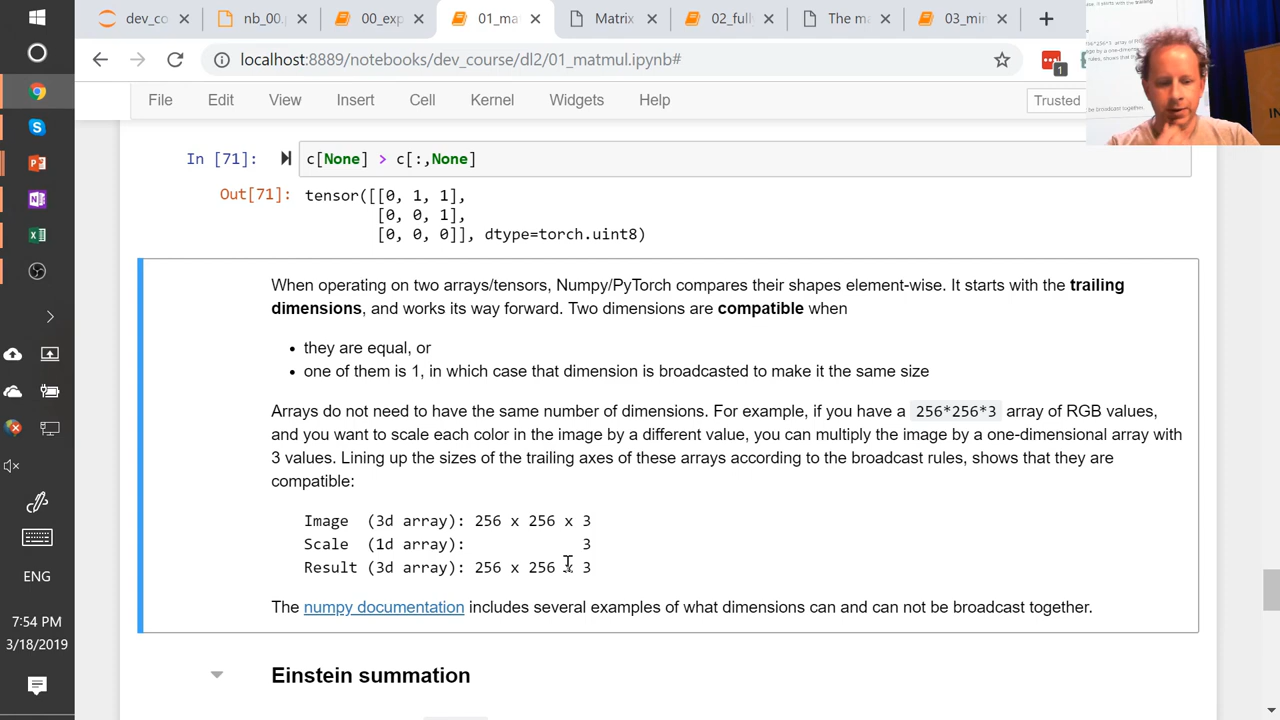 dev_co
nb_00.
00_exp
01_mat
Matrix
02_full
The ma
03_min
localhost:8889/notebooks/dev_course/dl2/01_matmul.ipynb#
1
File Edit View Insert Cell Kernel Widgets Help
Trusted
In [71]: c[None] > c[:,None]
Out[71]: tensor([[0, 1, 1],
[0, 0, 1],
[0, 0, 0]], dtype=torch.uint8)
When operating on two arrays/tensors, Numpy/PyTorch compares their shapes element-wise. It starts with the trailing
dimensions, and works its way forward. Two dimensions are compatible when
• they are equal, or
• one of them is 1, in which case that dimension is broadcasted to make it the same size
Arrays do not need to have the same number of dimensions. For example, if you have a 256*256*3 array of RGB values,
and you want to scale each color in the image by a different value, you can multiply the image by a one-dimensional array with
3 values. Lining up the sizes of the trailing axes of these arrays according to the broadcast rules, shows that they are
compatible:
Image (3d array): 256 x 256 x 3
Scale (1d array): 3
Result (3d array): 256 x 256 x 3
The numpy documentation includes several examples of what dimensions can and can not be broadcast together.
Einstein summation
ENG
7:54 PM
3/18/2019
be broadcast together.
IN